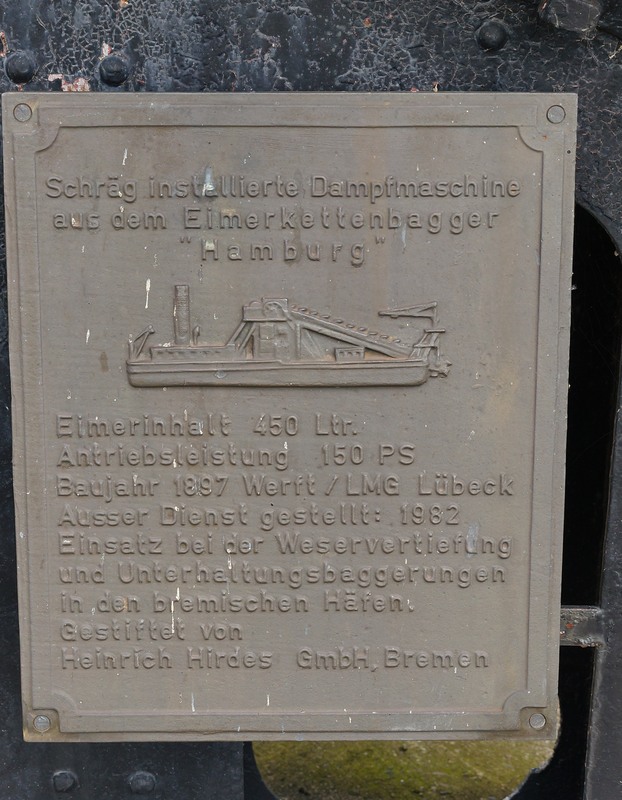 Schräg installierte Dampfmaschine
aus dem Eimerkettenbagger
"Hamburg"
Eimerinhalt 450 Ltr.
Antriebsleistung 150 PS
Baujahr 1897 Werft / LMG Lübeck
Ausser Dienst gestellt: 1982
Einsatz bei der Weservertiefung
und Unterhaltungsbaggerungen
in den bremischen Häfen.
Gestiftet von
Heinrich Hirdes GmbH, Bremen